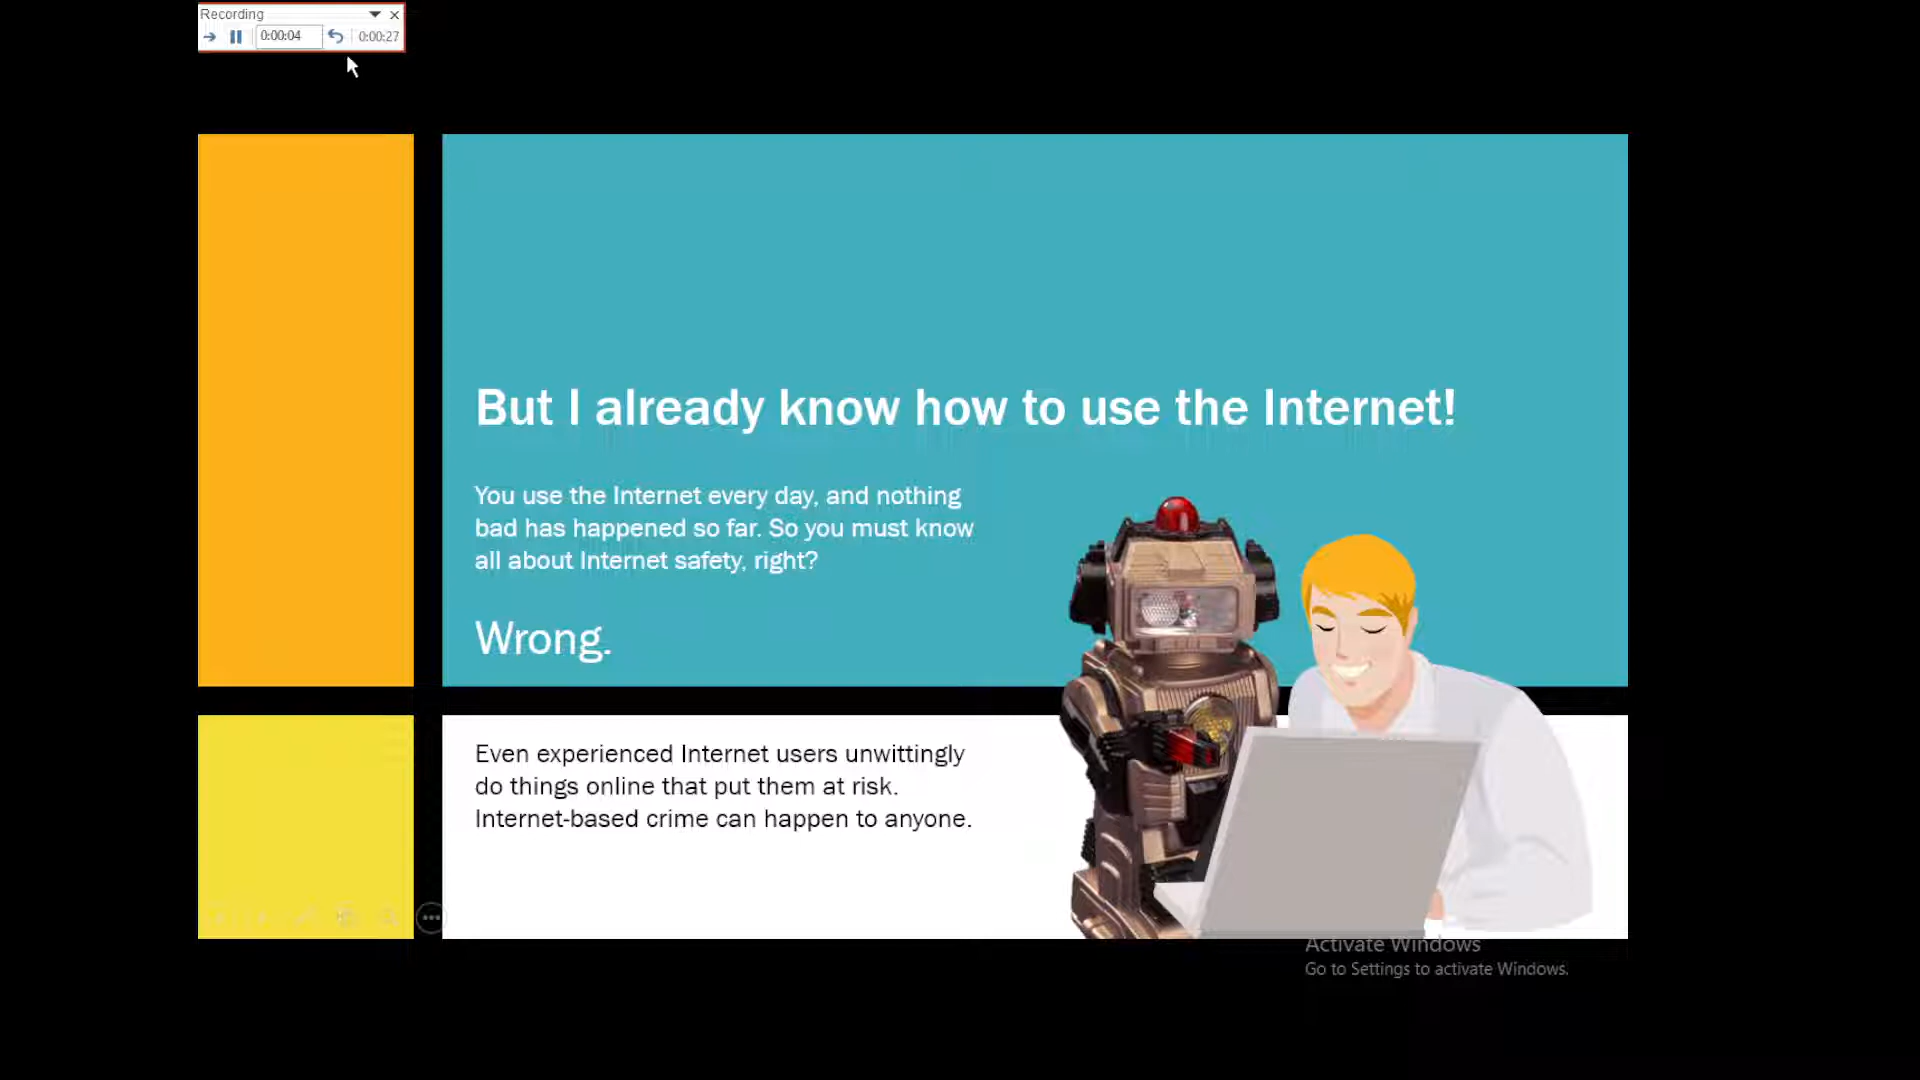 Recording
0:00:04
0:00:27
But I already know how to use the Internet!
You use the Internet every day, and nothing
bad has happened so far. So you must know
all about Internet safety, right?
Wrong.
Even experienced Internet users unwittingly
do things online that put them at risk.
Internet-based crime can happen to anyone.
Activate Windows
Go to Settings to activate Windows.